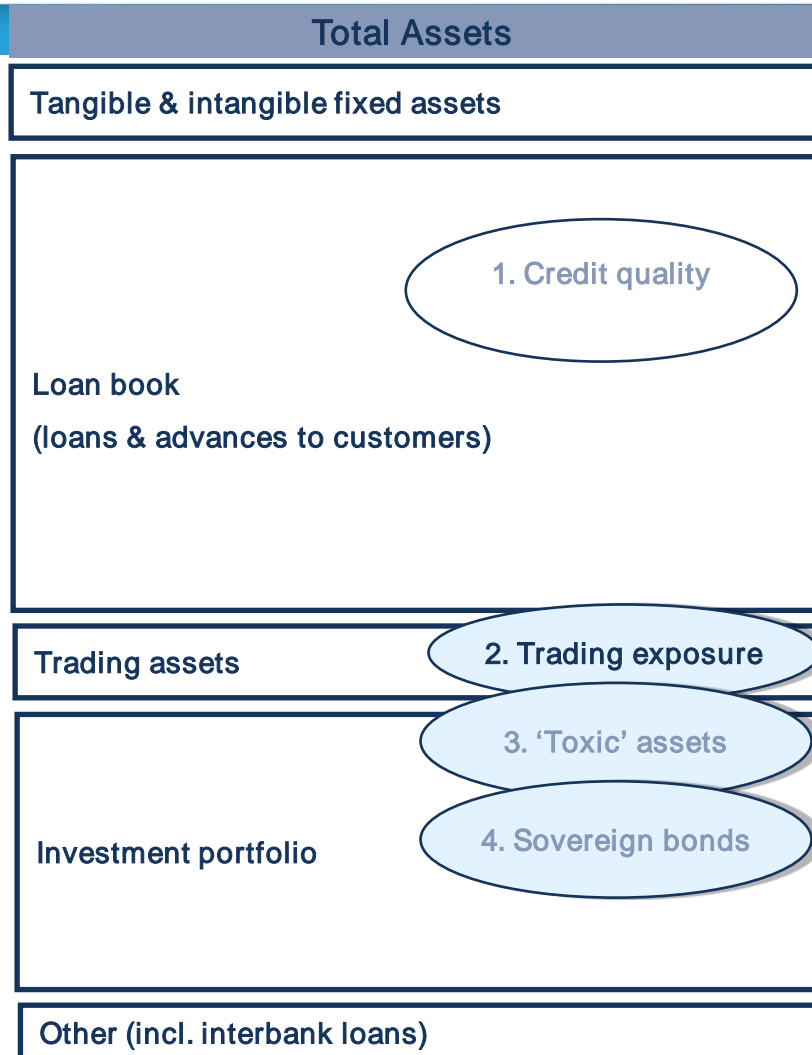 Total Assets
Tangible & intangible fixed assets
1. Credit quality
Loan book
(loans & advances to customers)
Trading assets
2. Trading exposure
3. ‘Toxic’ assets
4. Sovereign bonds
Investment portfolio
Other (incl. interbank loans)